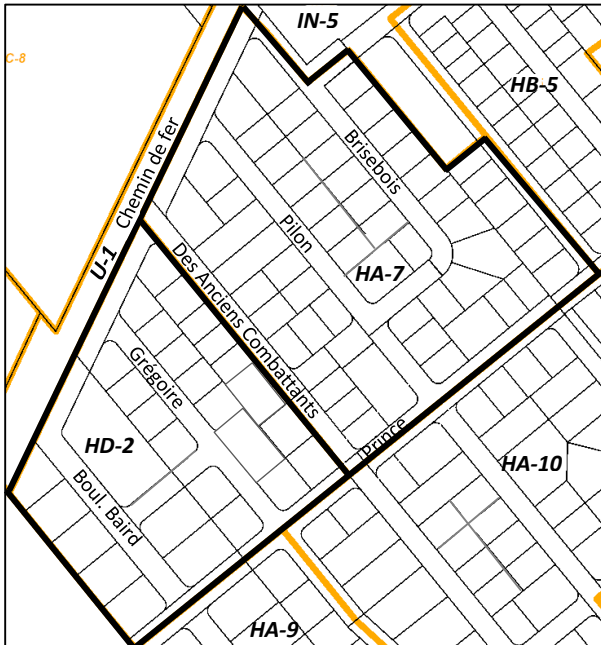 IN-5
C-8
HB-5
Chemin de fer
Brisebois
U-1
Pilon
HA-7
Des Anciens Combattants
Grégoire
Prince
HD-2
HA-10
Boul. Baird
HA-9